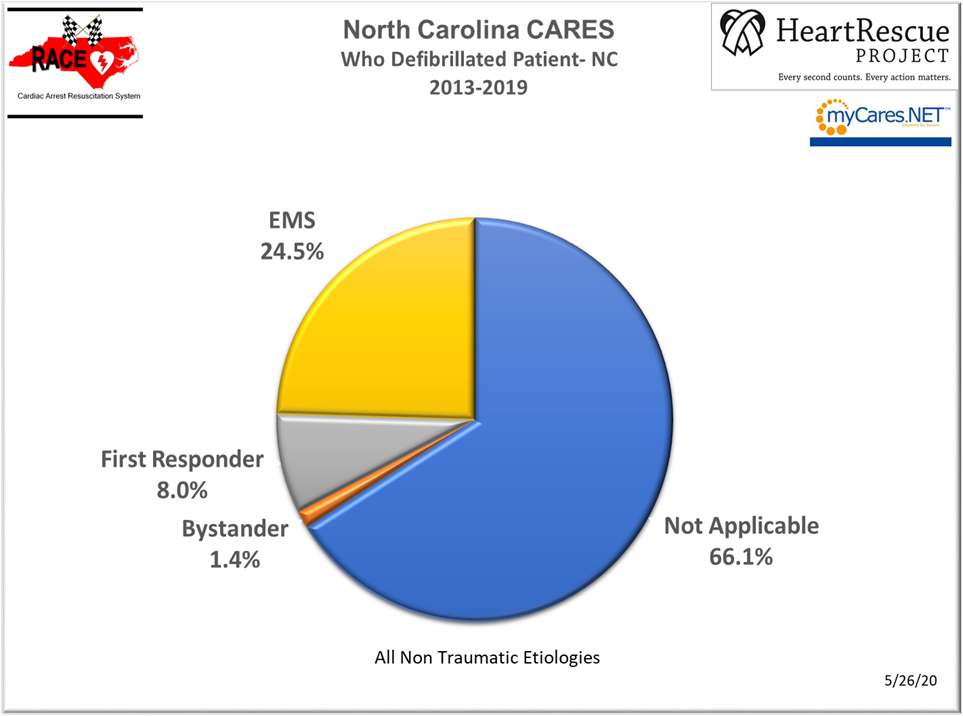 RACE
Cardiac Arrest Resuscitation System
North Carolina CARES
Who Defibrillated Patient- NC
2013-2019
HeartRescue
PROJECT
Every second counts. Every action matters.
myCares.NET™
EMS
24.5%
First Responder
8.0%
Bystander
1.4%
Not Applicable
66.1%
All Non Traumatic Etiologies
5/26/20